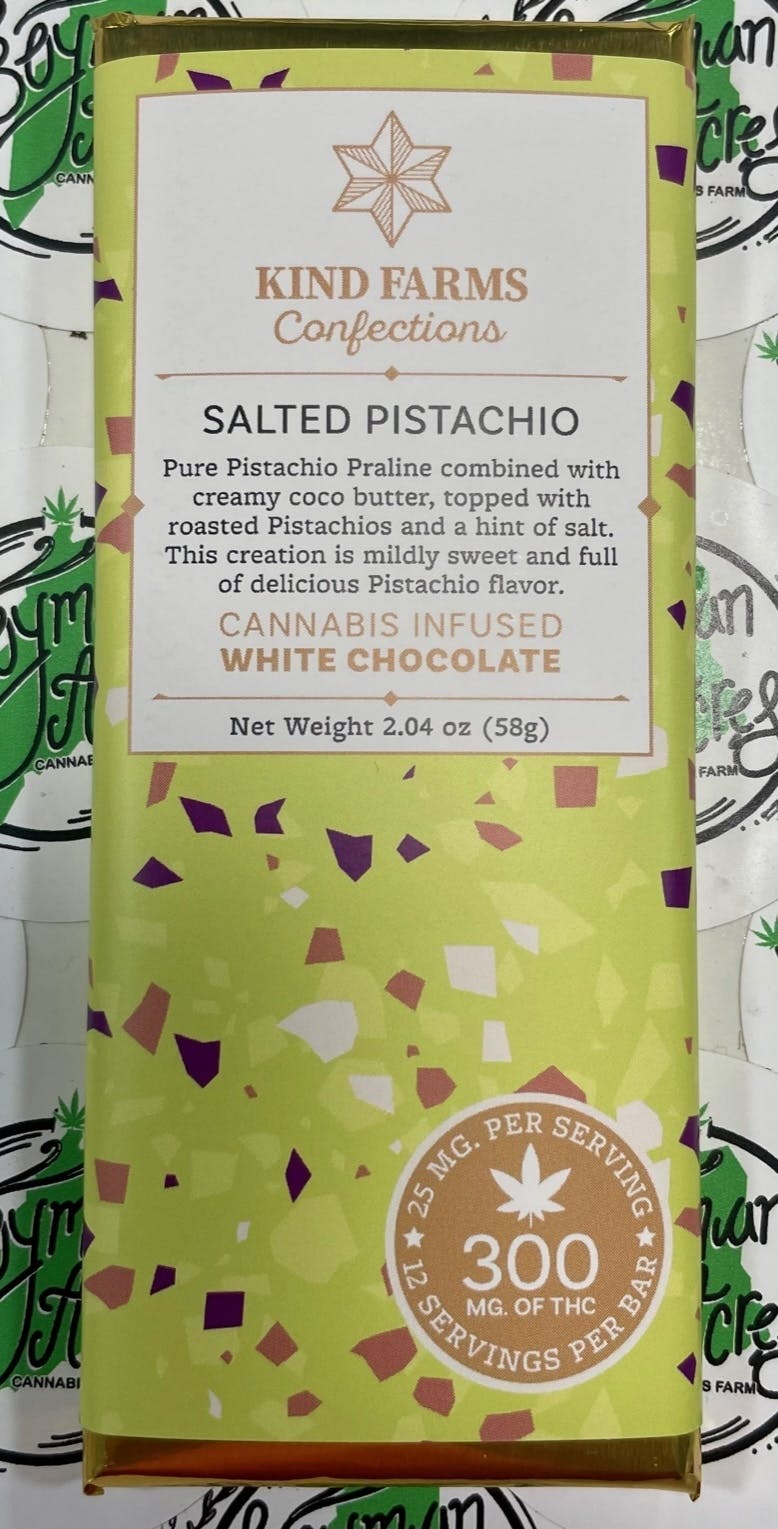 KIND FARMS
Confections
SALTED PISTACHIO
Pure Pistachio Praline combined with
creamy coco butter, topped with
roasted Pistachios and a hint of salt.
This creation is mildly sweet and full
of delicious Pistachio flavor.
CANNABIS INFUSED
WHITE CHOCOLATE
Net Weight 2.04 oz (58g)
25 MG. PER SERVING
300
MG. OF THC
12 SERVINGS PER BAR